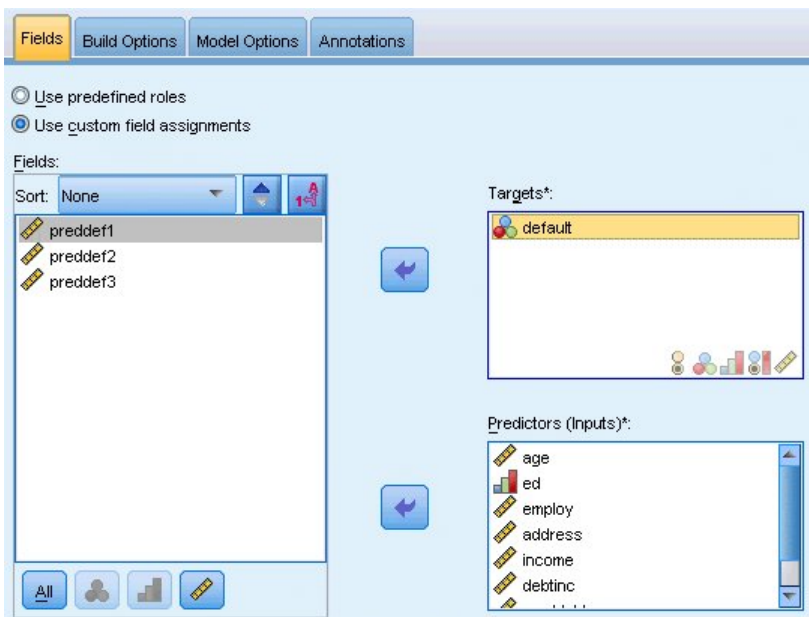 Fields Build Options Model Options Annotations
Use predefined roles
Use custom field assignments
Fields:
Sort: None
preddef1
preddef2
preddef3
All
Targets*:
default
Predictors (Inputs)*:
age
ed
employ
address
income
debtinc